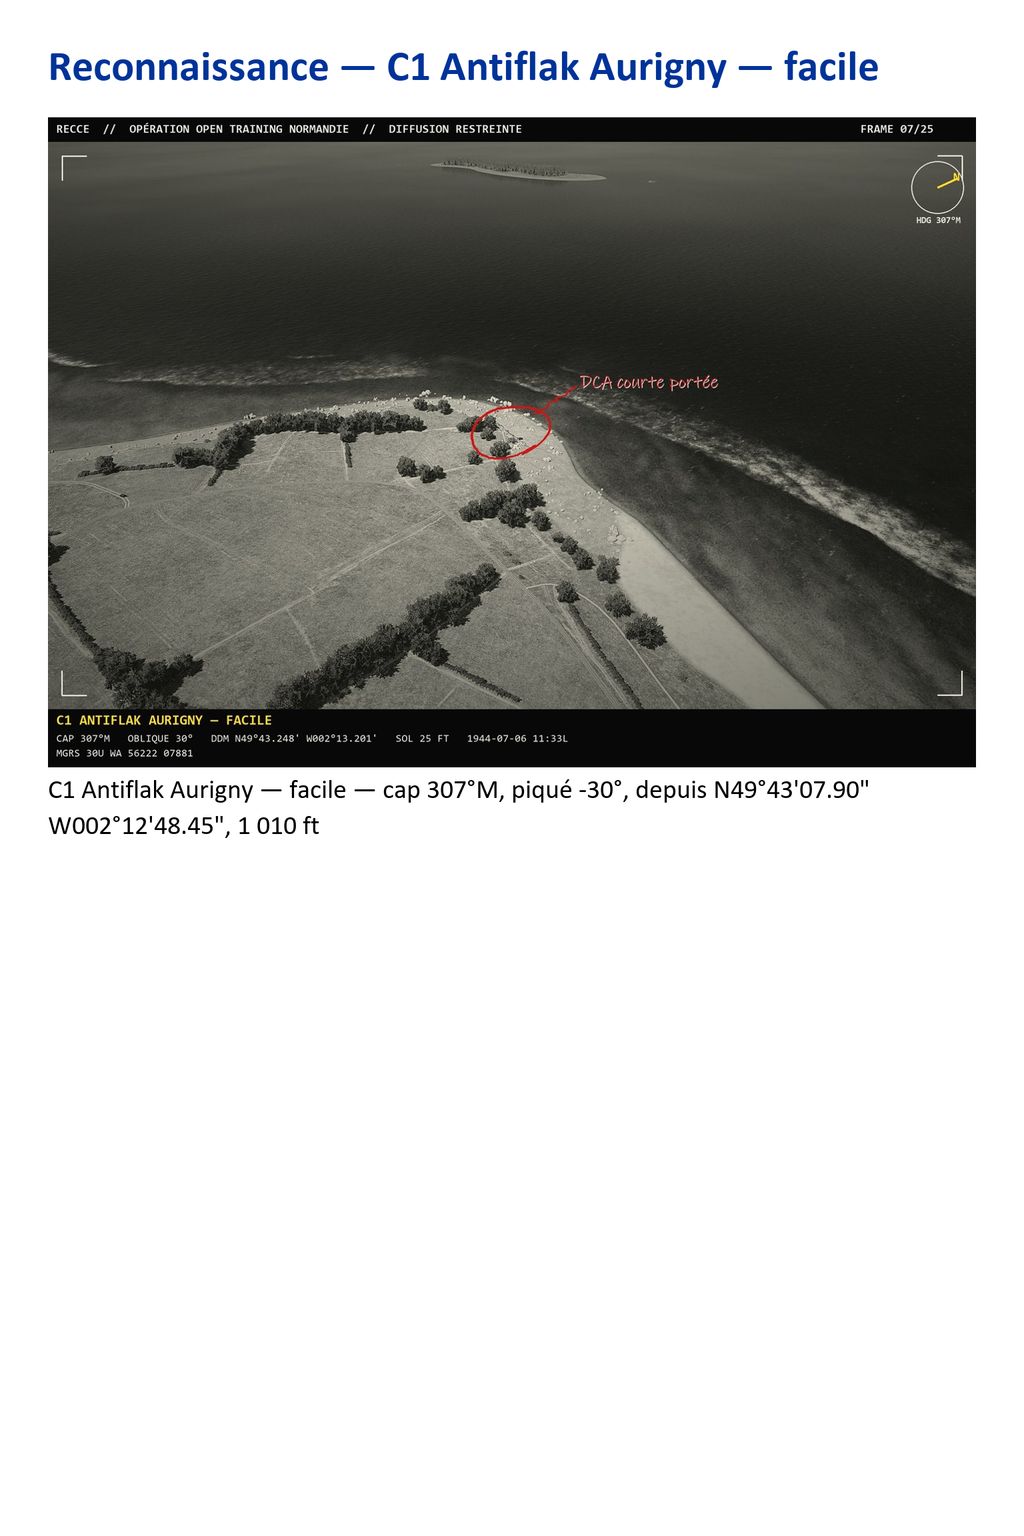 Reconnaissance — C1 Antiflak Aurigny — facile
RECCE // OPÉRATION OPEN TRAINING NORMANDIE // DIFFUSION RESTREINTE FRAME 07/25
N
HDG 307°M
DCA courte portée
C1 ANTIFLAK AURIGNY — FACILE
CAP 307°M OBLIQUE 30° DDM N49°43.248' W002°13.201' SOL 25 FT 1944-07-06 11:33L
MGRS 30U WA 56222 07881
C1 Antiflak Aurigny — facile — cap 307°M, piqué -30°, depuis N49°43'07.90"
W002°12'48.45", 1 010 ft